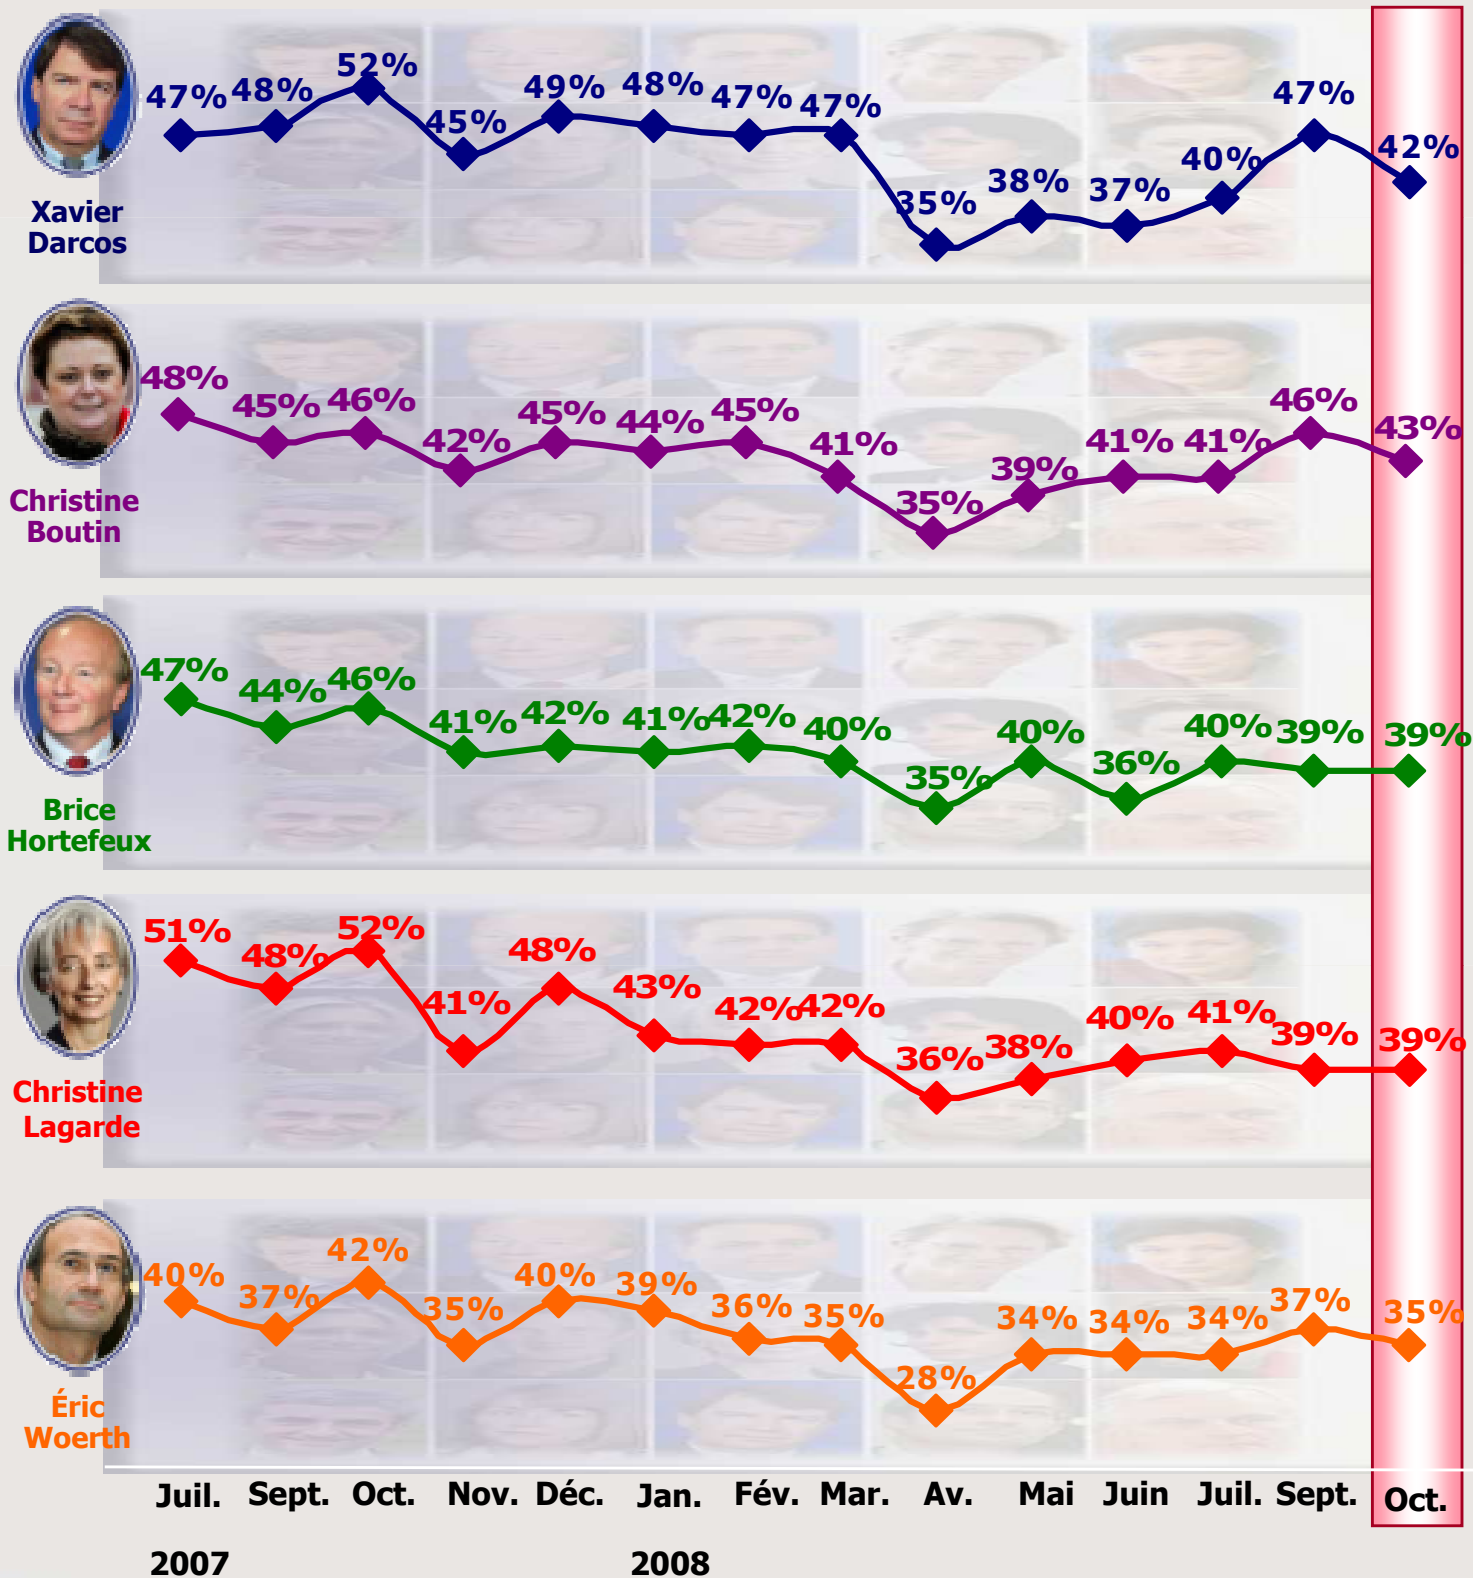 47% 48% 52% 45% 49% 48% 47% 47% 35% 38% 37% 40% 47% 42%
Xavier
Darcos
48% 45% 46% 42% 45% 44% 45% 41% 35% 39% 41% 41% 46% 43%
Christine
Boutin
47% 44% 46% 41% 42% 41% 42% 40% 35% 40% 36% 40% 39% 39%
Brice
Hortefeux
51% 48% 52% 41% 48% 43% 42% 42% 36% 38% 40% 41% 39% 39%
Christine
Lagarde
40% 37% 42% 35% 40% 39% 36% 35% 28% 34% 34% 34% 37% 35%
Éric
Woerth
Juil. Sept. Oct. Nov. Déc. Jan. Fév. Mar. Av. Mai Juin Juil. Sept. Oct.
2007 2008